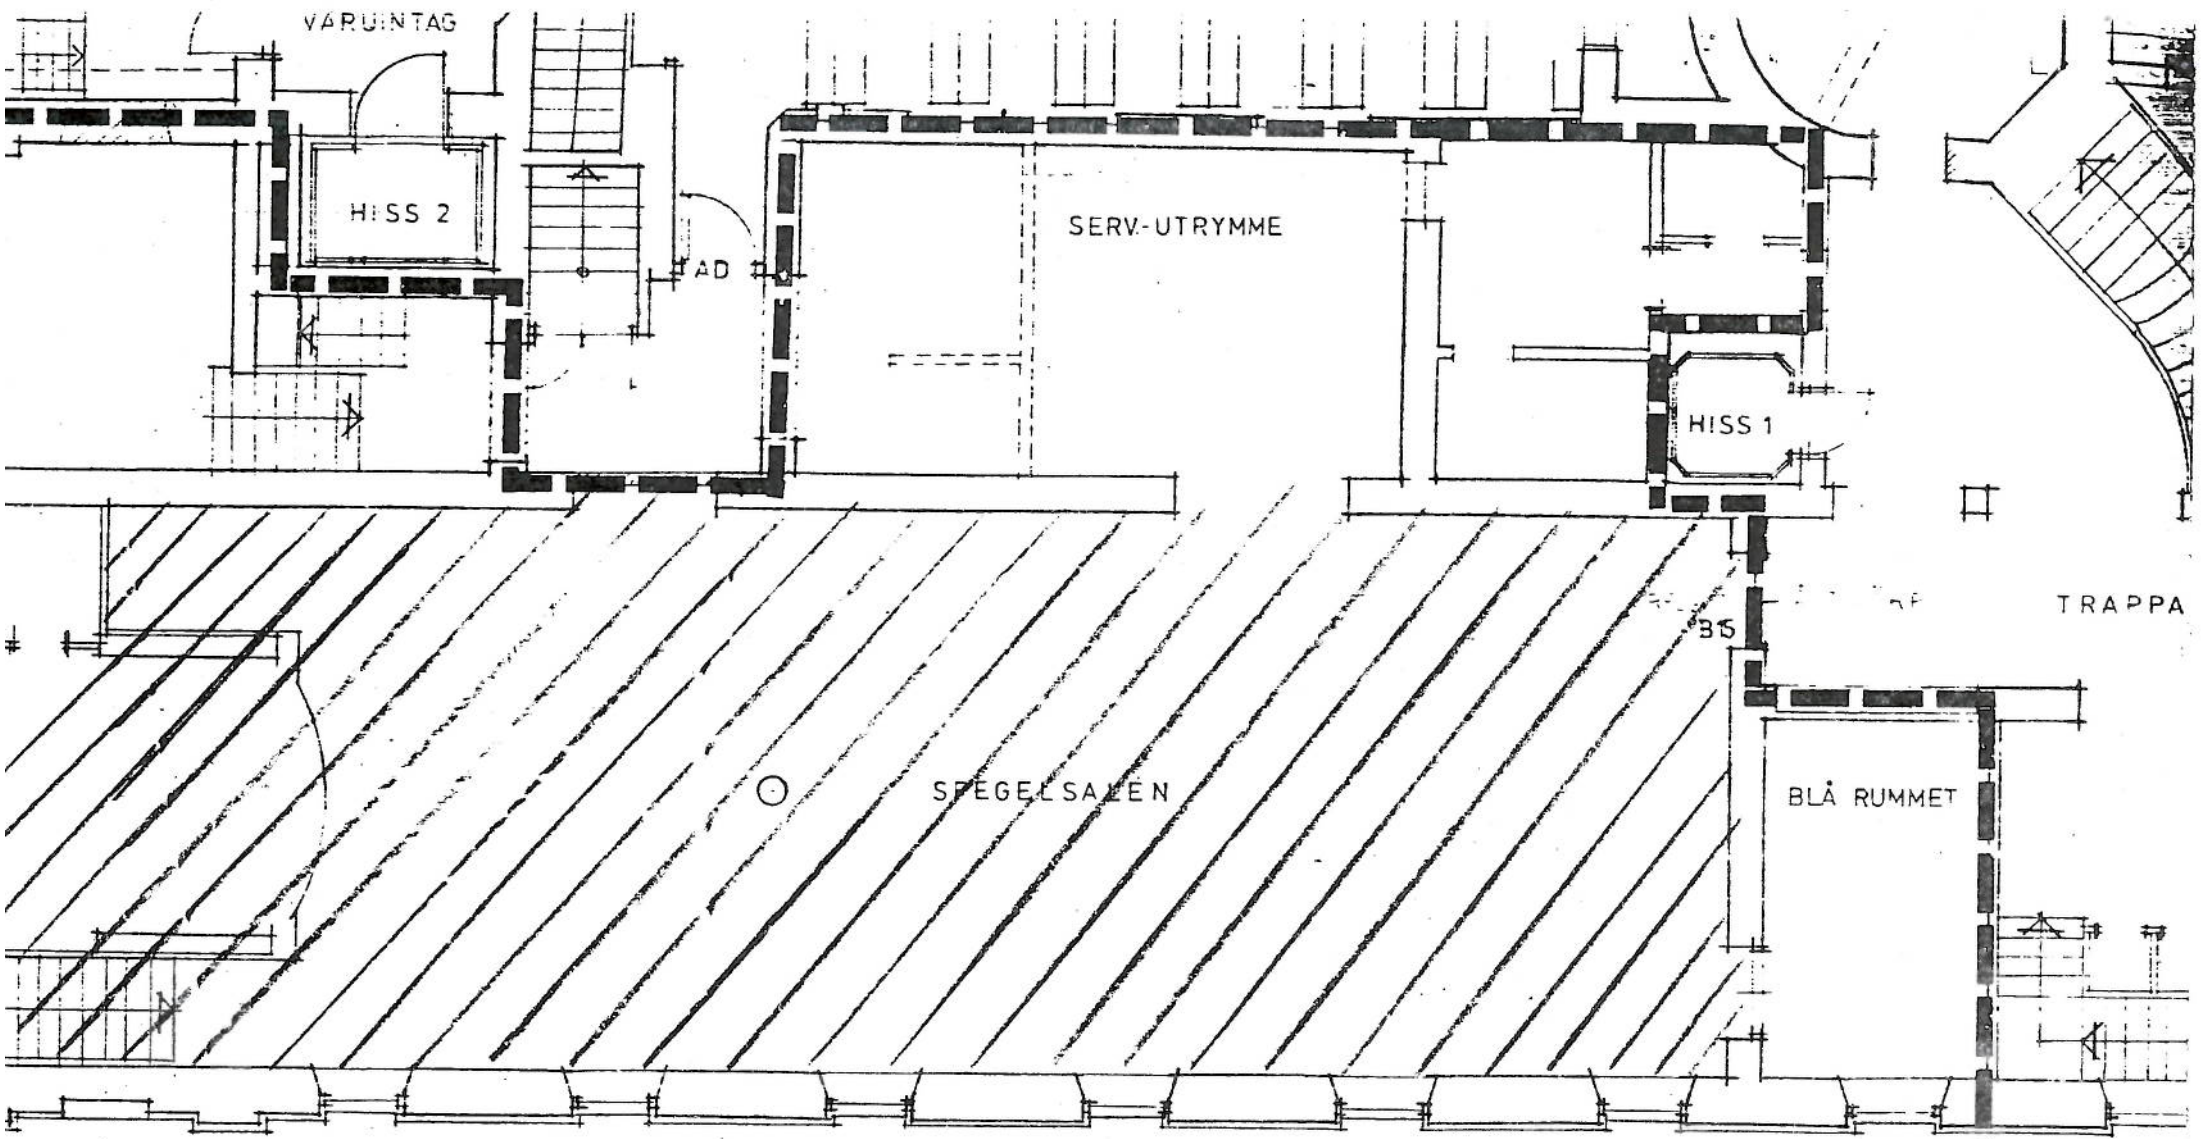 VARUINTAG
HISS 2
SERV.-UTRYMME
AD
HISS 1
TRAPPA
B15
SPEGELSALEN
BLÅ RUMMET